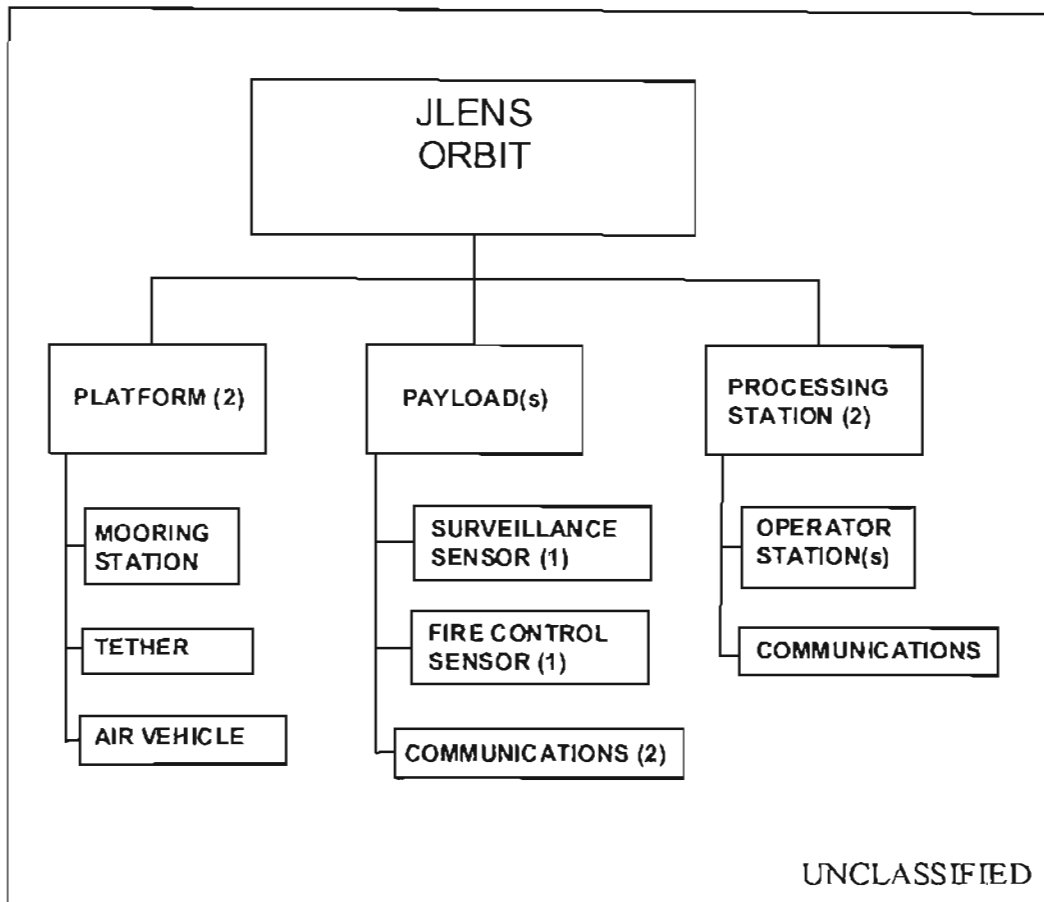 JLENS
ORBIT
PLATFORM (2)
MOORING
STATION
TETHER
AIR VEHICLE
PAYLOAD(s)
SURVEILLANCE
SENSOR (1)
FIRE CONTROL
SENSOR (1)
COMMUNICATIONS (2)
PROCESSING
STATION (2)
OPERATOR
STATION(s)
COMMUNICATIONS
UNCLASSIFIED